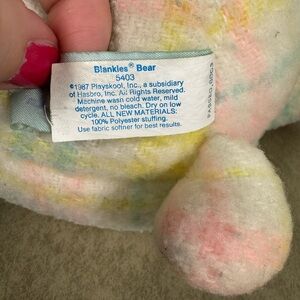 Blankies® Bear
5403
©1987 Playskool, Inc., a subsidiary
of Hasbro, Inc. All Rights Reserved.
Machine wash cold water, mild
detergent, no bleach. Dry on low
cycle. ALL NEW MATERIALS:
100% Polyester stuffing.
Use fabric softener for best results.